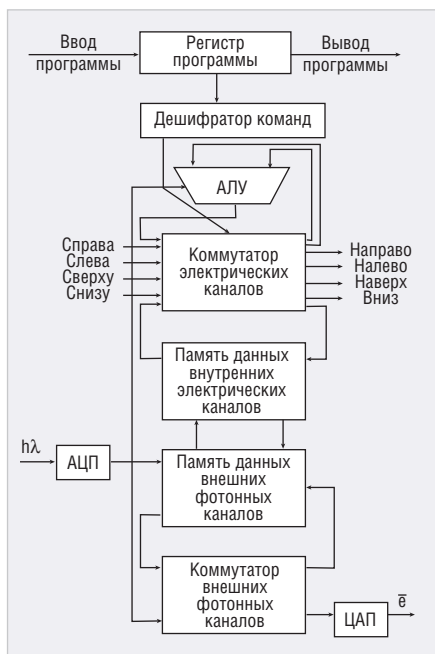 Ввод
программы
Регистр
программы
Вывод
программы
Дешифратор команд
АЛУ
Справа
Слева
Сверху
Снизу
Коммутатор
электрических
каналов
Направо
Налево
Наверх
Вниз
Память данных
внутренних
электрических
каналов
hλ
АЦП
Память данных
внешних
фотонных
каналов
Коммутатор
внешних
фотонных
каналов
ЦАП
e̅